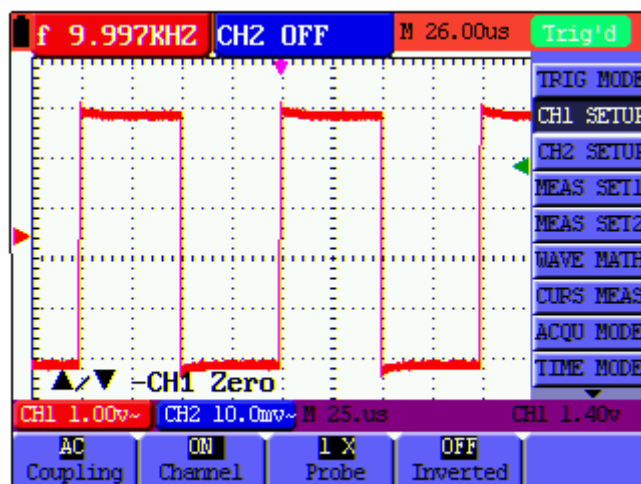 f 9.997KHZ CH2 OFF M 26.00us Trig'd
TRIG MODE
CH1 SETUP
CH2 SETUP
MEAS SET1
MEAS SET2
WAVE MATH
CURS MEAS
ACQU MODE
TIME MODE
▲/▼ -CH1 Zero
CH1 1.00v~ CH2 10.0mv~ M 25.us CH1 1.40v
AC ON 1 X OFF
Coupling Channel Probe Inverted